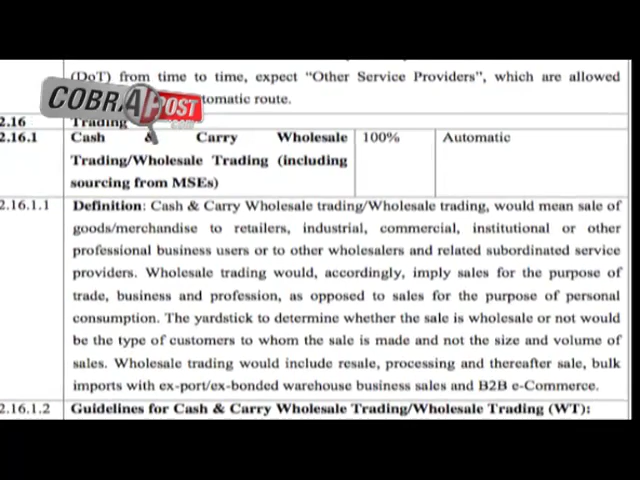 (DoT) from time to time, expect "Other Service Providers", which are allowed
COBRAPOST
.com
tomatic route.
2.16 Trading
2.16.1 Cash & Carry Wholesale 100% Automatic
Trading/Wholesale Trading (including
sourcing from MSEs)
2.16.1.1 Definition: Cash & Carry Wholesale trading/Wholesale trading, would mean sale of
goods/merchandise to retailers, industrial, commercial, institutional or other
professional business users or to other wholesalers and related subordinated service
providers. Wholesale trading would, accordingly, imply sales for the purpose of
trade, business and profession, as opposed to sales for the purpose of personal
consumption. The yardstick to determine whether the sale is wholesale or not would
be the type of customers to whom the sale is made and not the size and volume of
sales. Wholesale trading would include resale, processing and thereafter sale, bulk
imports with ex-port/ex-bonded warehouse business sales and B2B e-Commerce.
2.16.1.2 Guidelines for Cash & Carry Wholesale Trading/Wholesale Trading (WT):